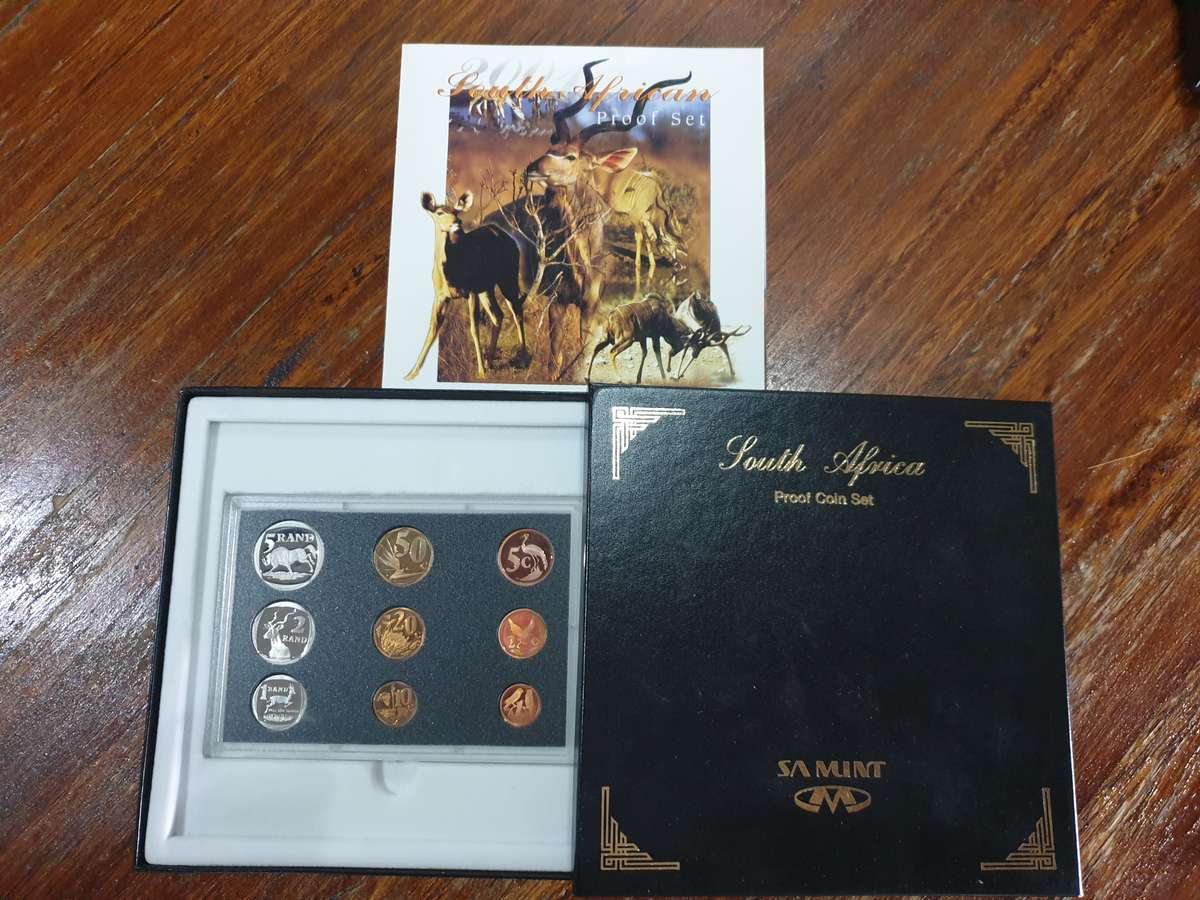 South African
Proof Set
South Africa
Proof Coin Set
5 RAND
50
5c
2
RAND
20
1
RAND
10
SA MINT